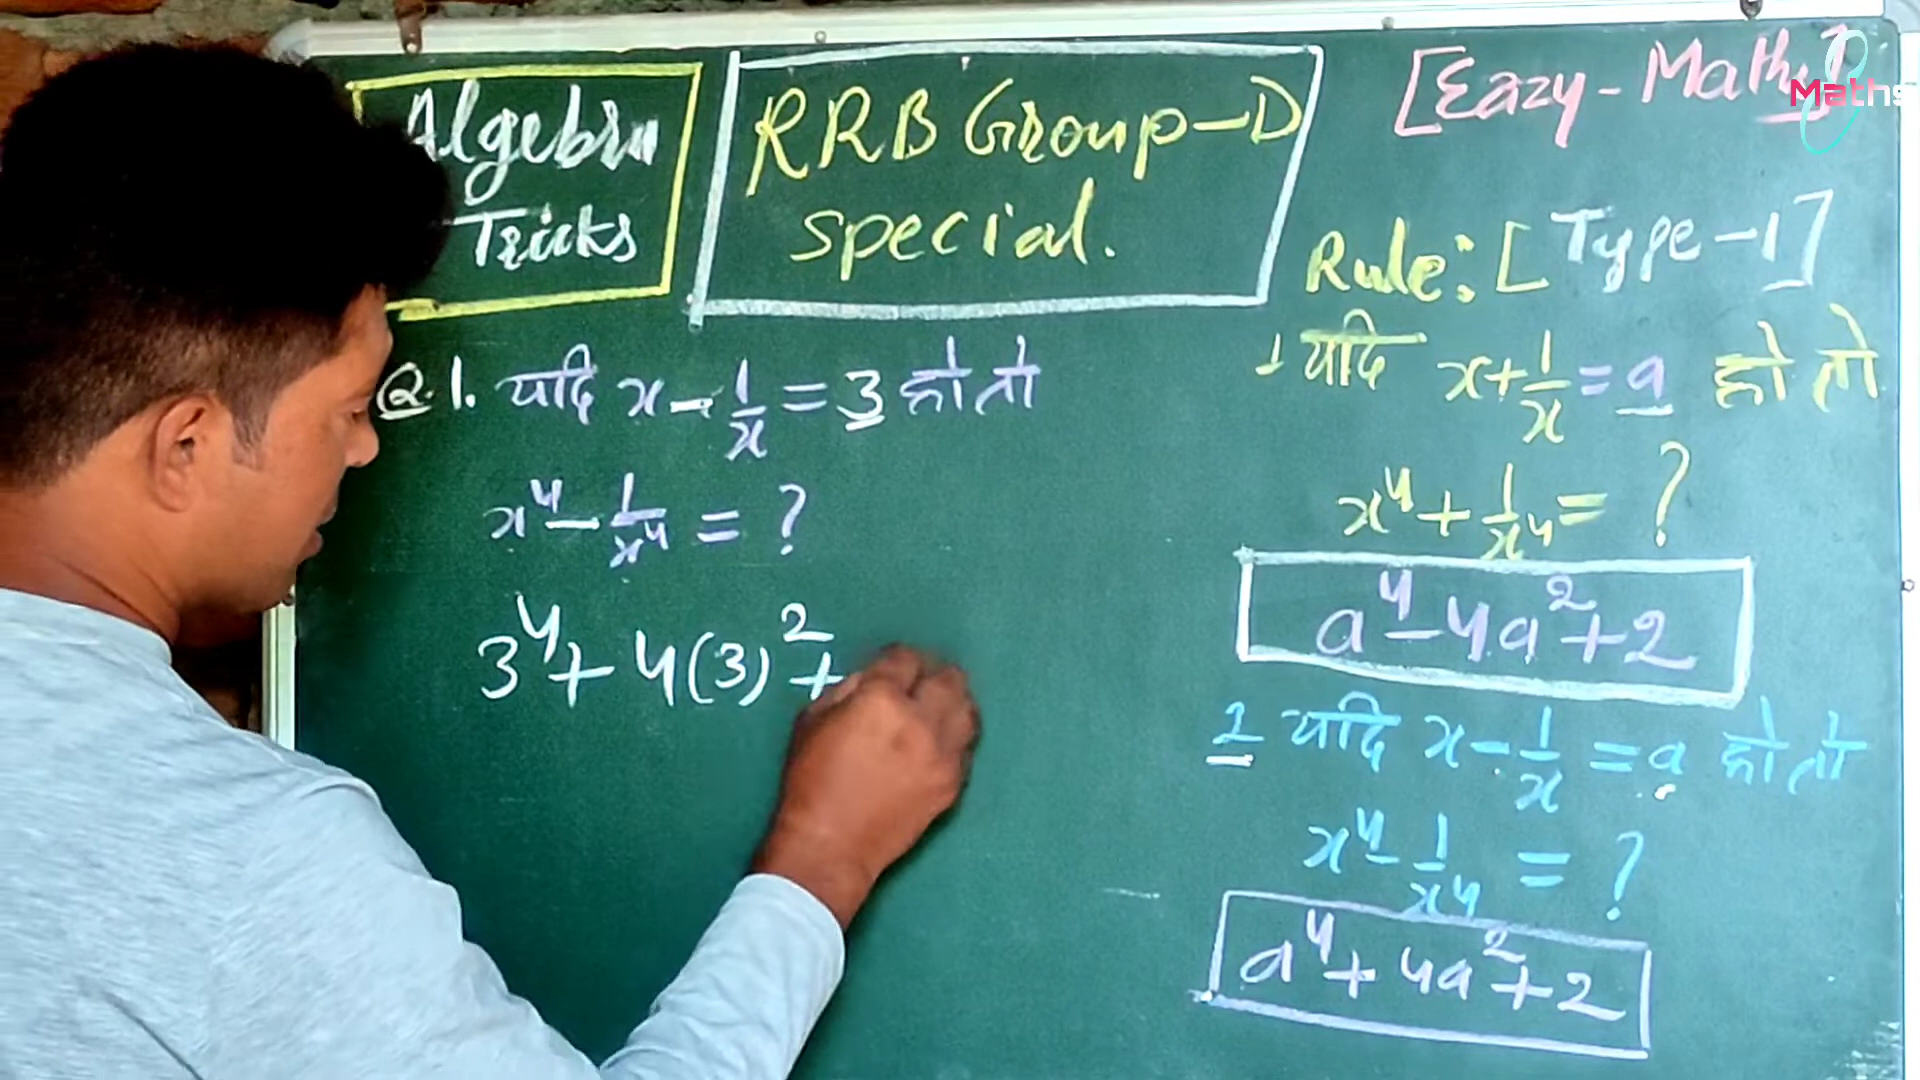 Algebra
Tricks
RRB Group-D
special.
[Eazy-Maths]
Maths
Q.1. यदि x - 1/x = 3 हो तो
x⁴ - 1/x⁴ = ?
3⁴ + 4(3)² +
Rule: [Type-1]
1 यदि x + 1/x = a हो तो
x⁴ + 1/x⁴ = ?
a⁴ - 4a² + 2
2 यदि x - 1/x = a हो तो
x⁴ - 1/x⁴ = ?
a⁴ + 4a² + 2